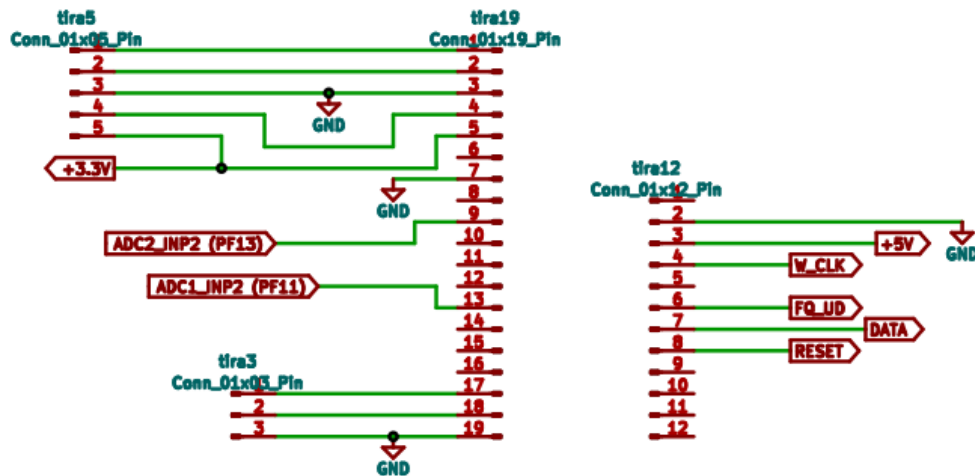 tira5
Conn_01x05_Pin
1
2
3
4
5
+3.3V
GND
tira19
Conn_01x19_Pin
1
2
3
4
5
6
7
8
9
10
11
12
13
14
15
16
17
18
19
GND
ADC2_INP2 (PF13)
ADC1_INP2 (PF11)
tira3
Conn_01x03_Pin
1
2
3
GND
tira12
Conn_01x12_Pin
1
2
3
4
5
6
7
8
9
10
11
12
GND
+5V
W_CLK
FQ_UD
DATA
RESET